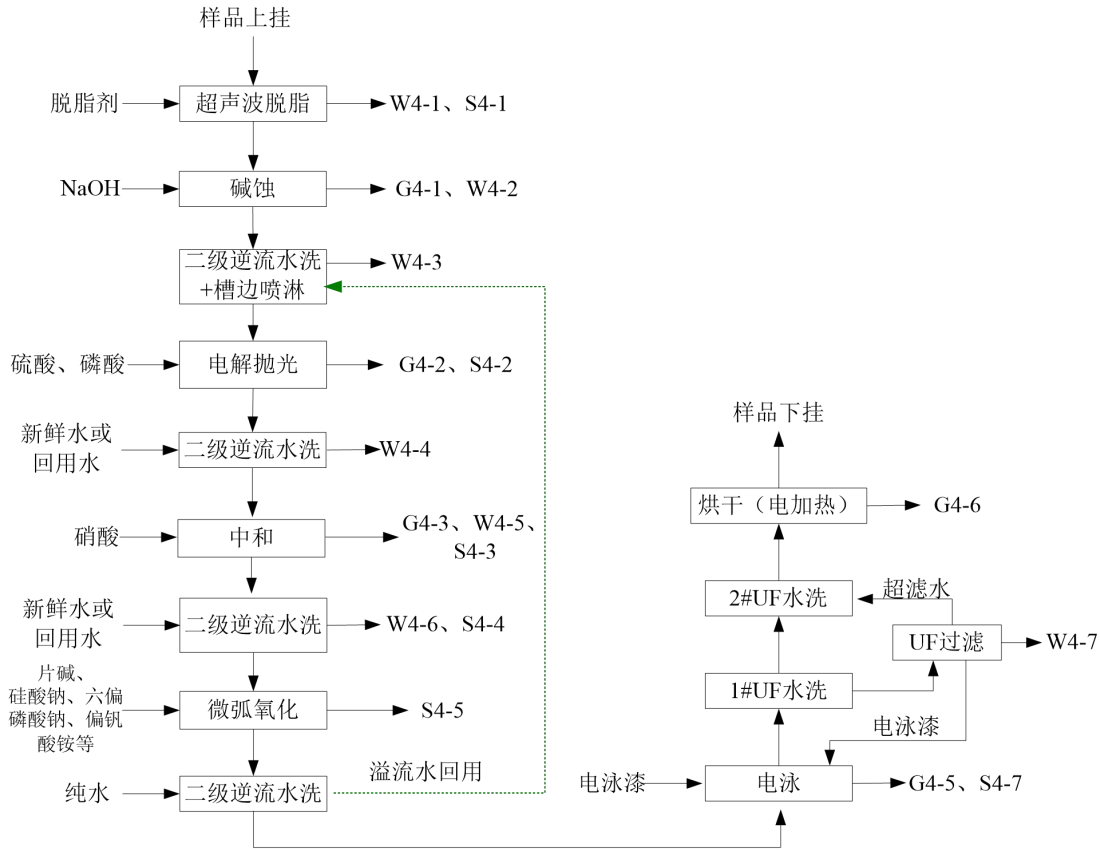 样品上挂
脱脂剂
超声波脱脂
W4-1、S4-1
NaOH
碱蚀
G4-1、W4-2
二级逆流水洗
+槽边喷淋
W4-3
硫酸、磷酸
电解抛光
G4-2、S4-2
新鲜水或
回用水
二级逆流水洗
W4-4
硝酸
中和
G4-3、W4-5、
S4-3
新鲜水或
回用水
二级逆流水洗
W4-6、S4-4
片碱、
硅酸钠、六偏
磷酸钠、偏钒
酸铵等
微弧氧化
S4-5
纯水
二级逆流水洗
溢流水回用
样品下挂
烘干（电加热）
G4-6
2#UF水洗
超滤水
UF过滤
W4-7
1#UF水洗
电泳漆
电泳漆
电泳
G4-5、S4-7